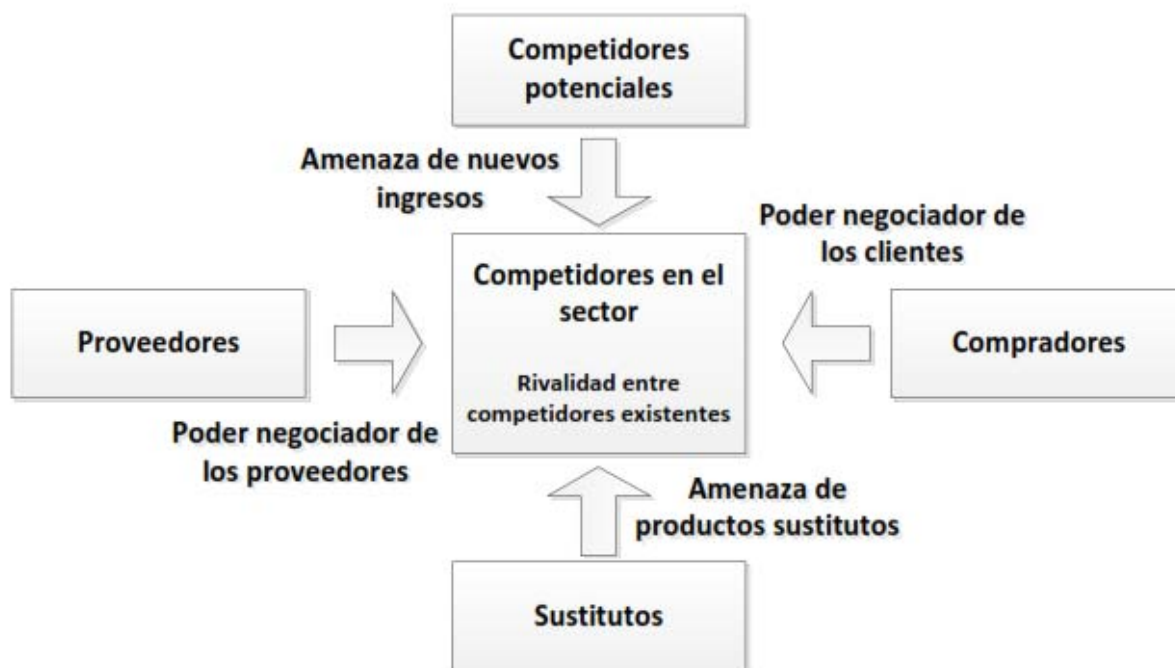 Competidores
potenciales
Amenaza de nuevos
ingresos
Poder negociador de
los clientes
Competidores en el
sector
Rivalidad entre
competidores existentes
Proveedores
Compradores
Poder negociador de
los proveedores
Amenaza de
productos sustitutos
Sustitutos